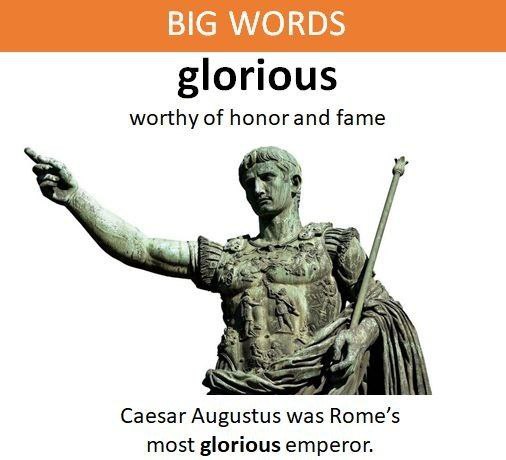 BIG WORDS
glorious
worthy of honor and fame
Caesar Augustus was Rome’s
most glorious emperor.